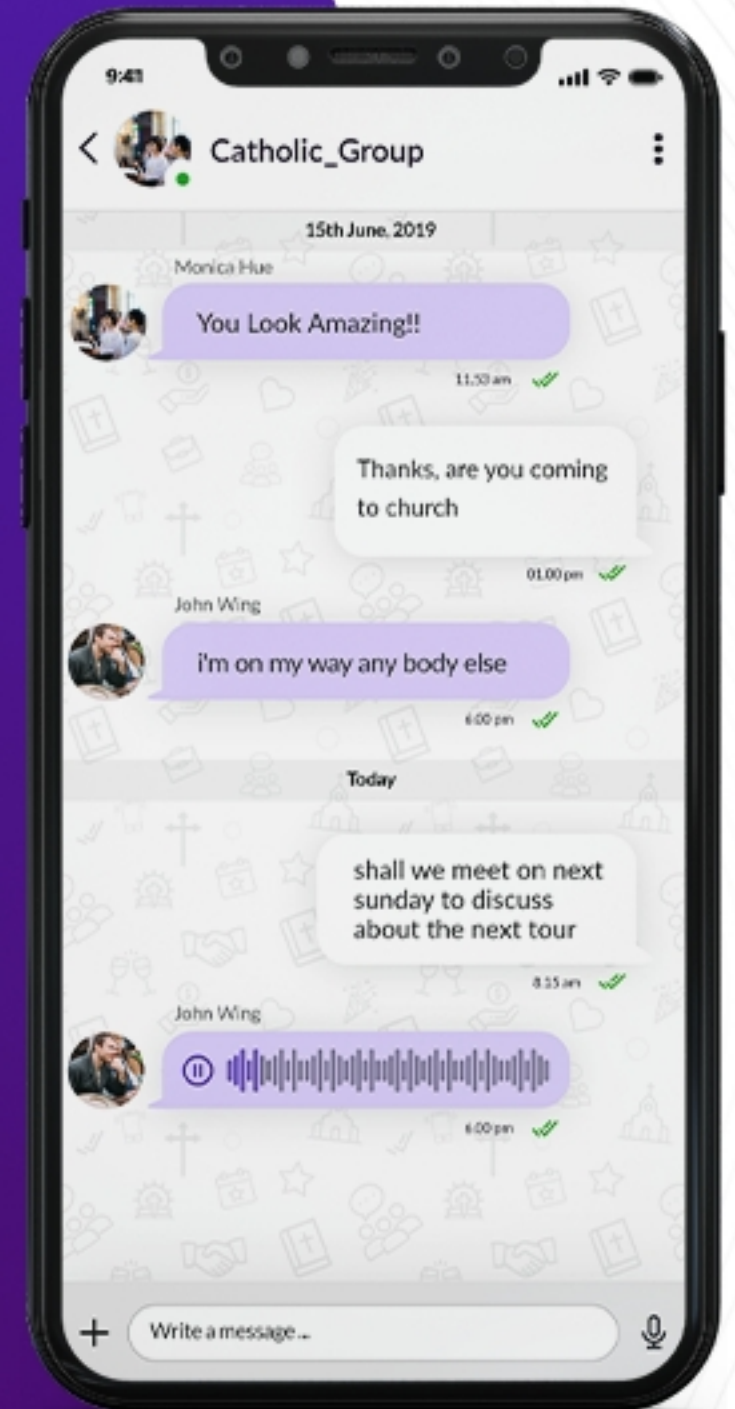 9:41
Catholic_Group
15th June, 2019
Monica Hue
You Look Amazing!!
11.53 am
Thanks, are you coming
to church
01.00 pm
John Wing
i'm on my way any body else
6:00 pm
Today
shall we meet on next
sunday to discuss
about the next tour
8.15 am
John Wing
6:00 pm
Write a message ...